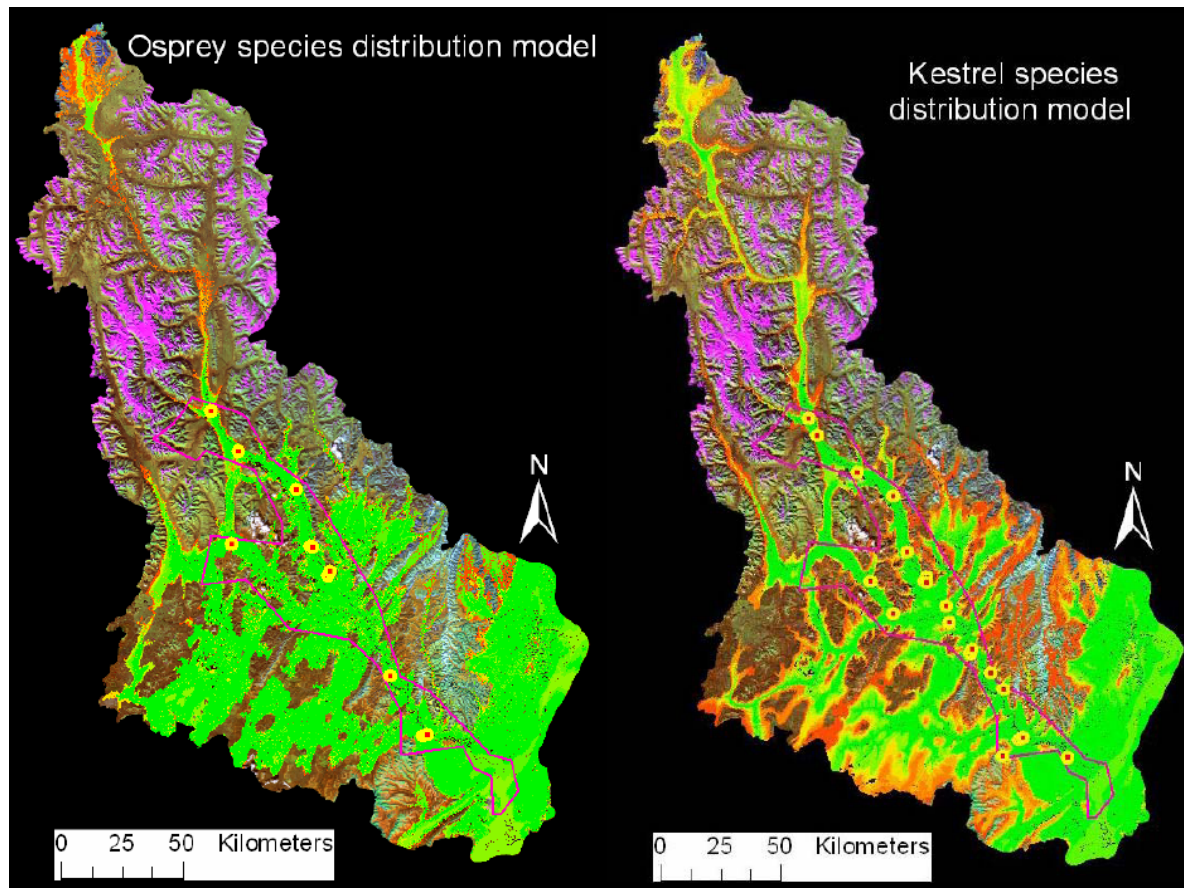 Osprey species distribution model
Kestrel species
distribution model
N
N
0 25 50 Kilometers
0 25 50 Kilometers